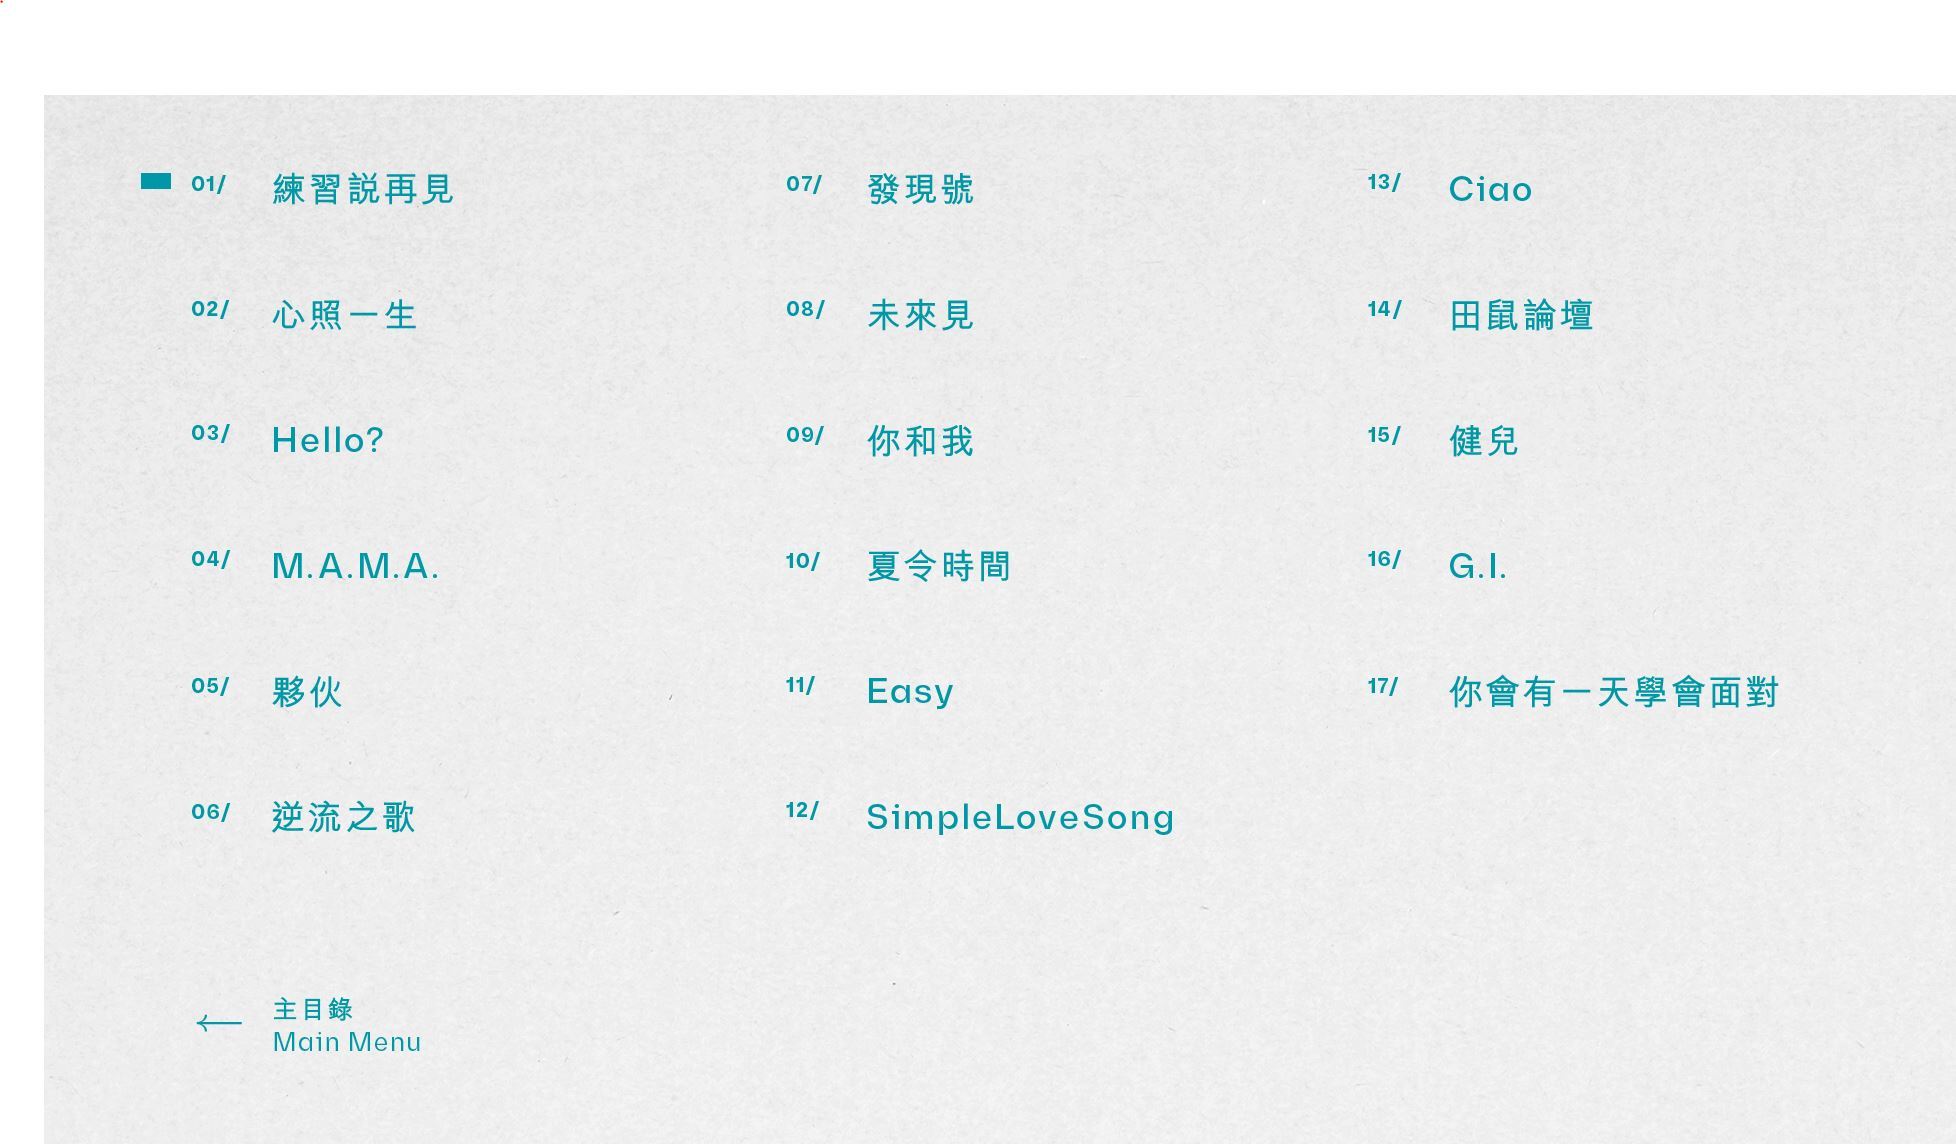 01/ 練習説再見
02/ 心照一生
03/ Hello?
04/ M.A.M.A.
05/ 夥伙
06/ 逆流之歌
07/ 發現號
08/ 未來見
09/ 你和我
10/ 夏令時間
11/ Easy
12/ SimpleLoveSong
13/ Ciao
14/ 田鼠論壇
15/ 健兒
16/ G.I.
17/ 你會有一天學會面對
主目錄
Main Menu